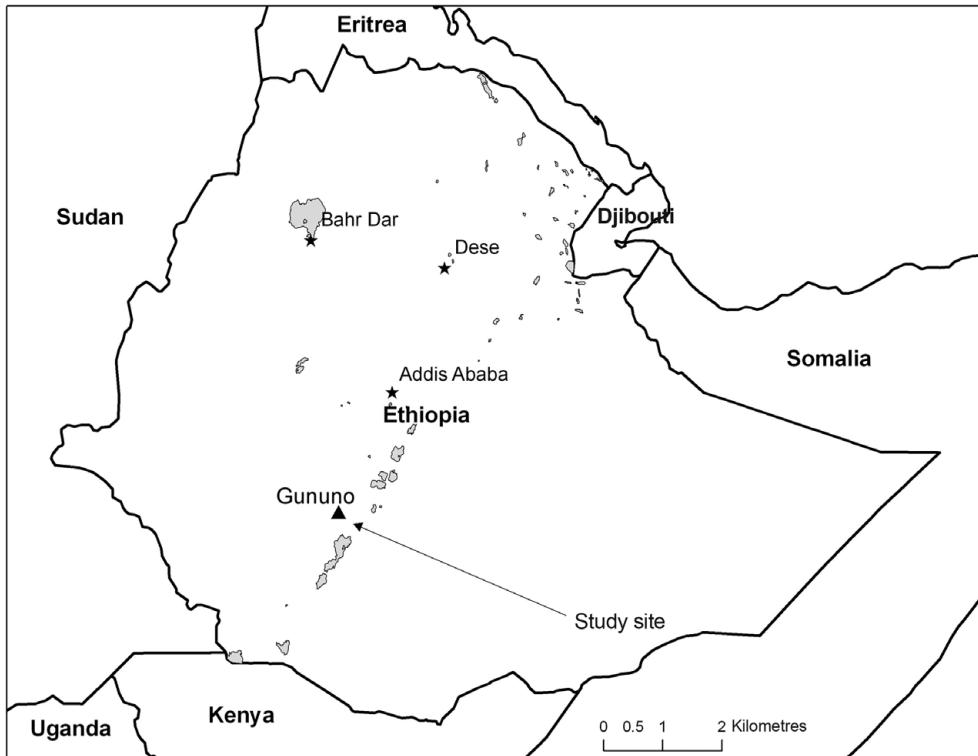 Eritrea
Sudan
Bahr Dar
Djibouti
Dese
Somalia
Addis Ababa
Ethiopia
Gununo
Study site
Uganda
Kenya
0 0.5 1 2 Kilometres